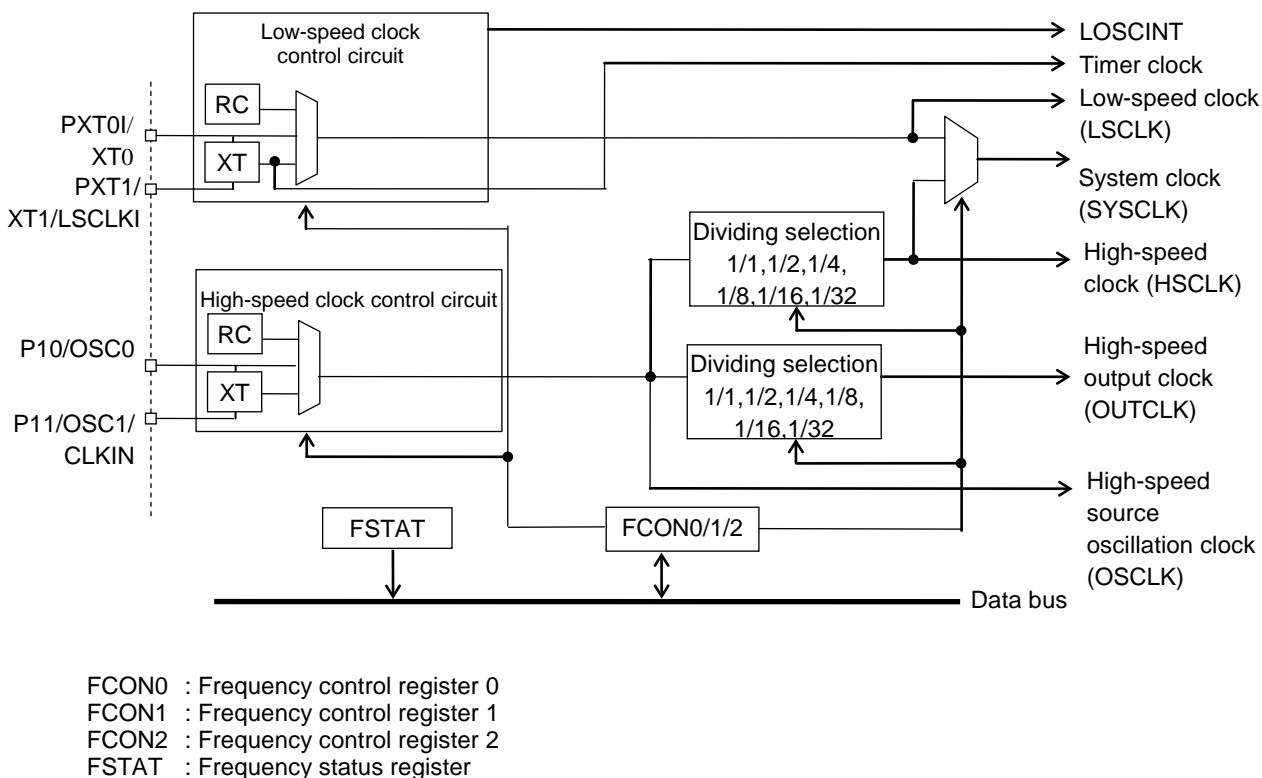 Low-speed clock
control circuit
RC
XT
PXT0I/
XT0
PXT1/
XT1/LSCLKI
High-speed clock control circuit
RC
XT
P10/OSC0
P11/OSC1/
CLKIN
Dividing selection
1/1,1/2,1/4,
1/8,1/16,1/32
Dividing selection
1/1,1/2,1/4,1/8,
1/16,1/32
LOSCINT
Timer clock
Low-speed clock
(LSCLK)
System clock
(SYSCLK)
High-speed
clock (HSCLK)
High-speed
output clock
(OUTCLK)
High-speed
source
oscillation clock
(OSCLK)
FSTAT
FCON0/1/2
Data bus
FCON0 : Frequency control register 0
FCON1 : Frequency control register 1
FCON2 : Frequency control register 2
FSTAT : Frequency status register